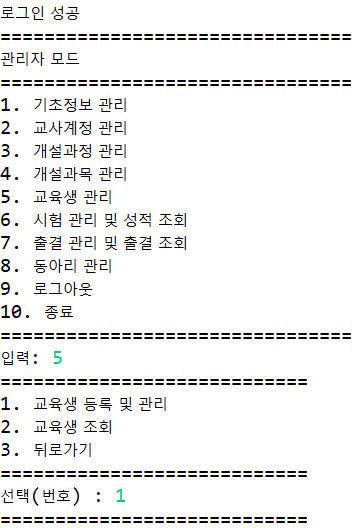 로그인 성공
================================
관리자 모드
================================
1. 기초정보 관리
2. 교사계정 관리
3. 개설과정 관리
4. 개설과목 관리
5. 교육생 관리
6. 시험 관리 및 성적 조회
7. 출결 관리 및 출결 조회
8. 동아리 관리
9. 로그아웃
10. 종료
================================
입력: 5
============================
1. 교육생 등록 및 관리
2. 교육생 조회
3. 뒤로가기
============================
선택(번호) : 1
============================